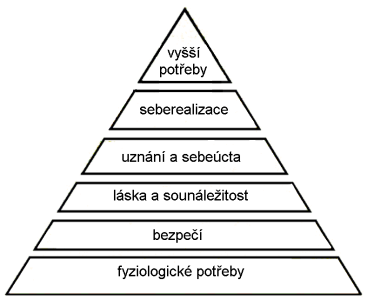 vyšší
potřeby
seberealizace
uznání a sebeúcta
láska a sounáležitost
bezpečí
fyziologické potřeby